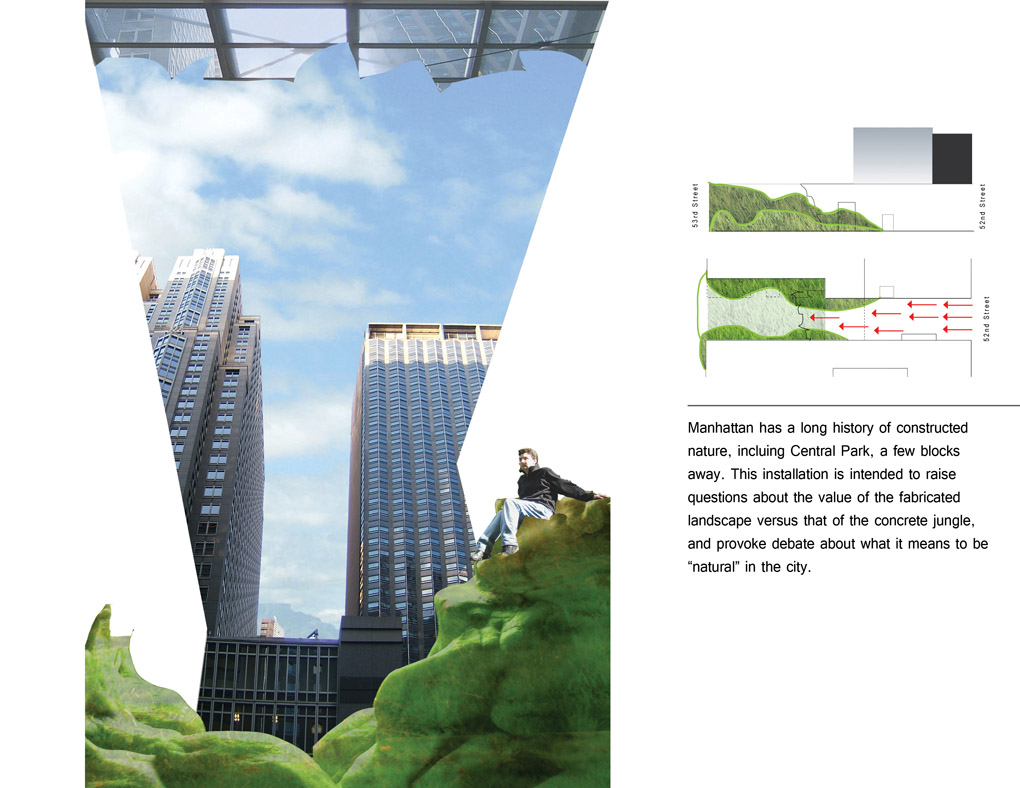 53rd Street
52nd Street
52nd Street
Manhattan has a long history of constructed
nature, incluing Central Park, a few blocks
away. This installation is intended to raise
questions about the value of the fabricated
landscape versus that of the concrete jungle,
and provoke debate about what it means to be
“natural” in the city.